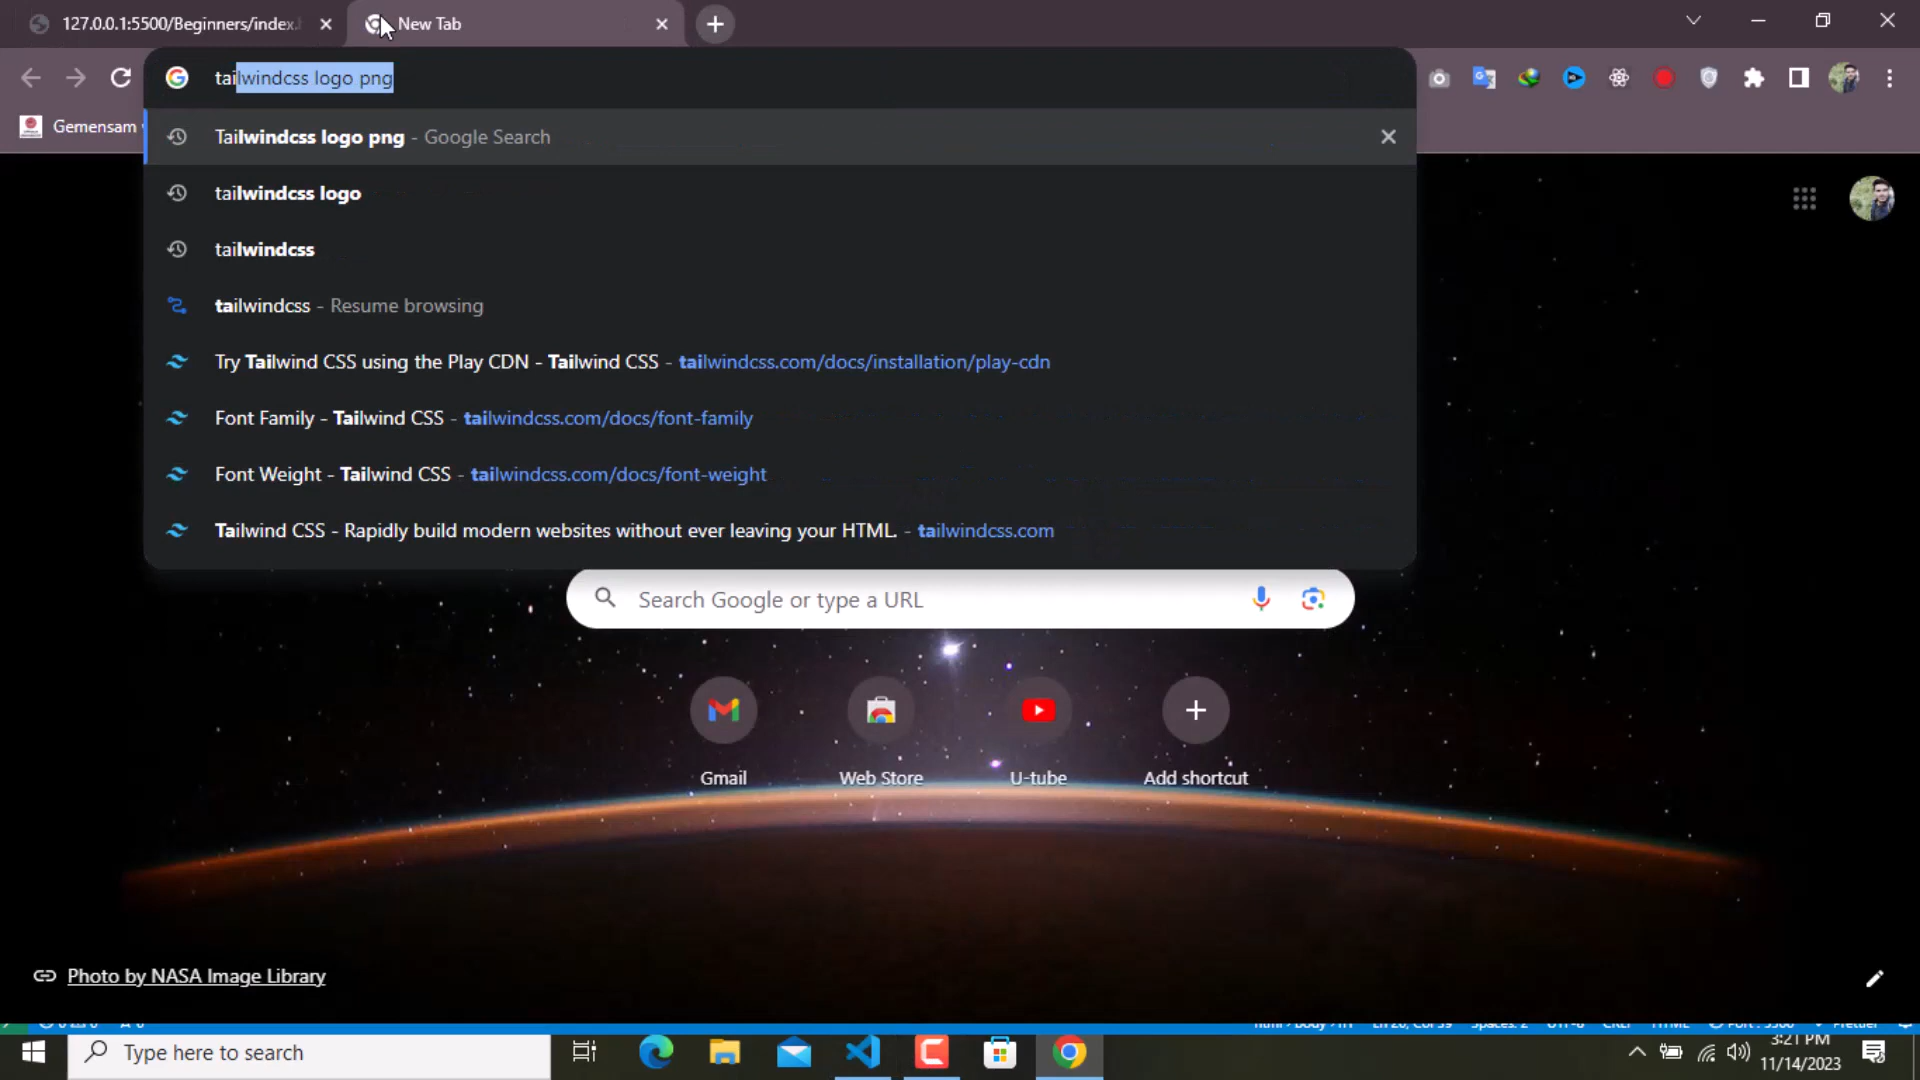 127.0.0.1:5500/Beginners/index.
New Tab
tailwindcss logo png
Gemensam
Tailwindcss logo png - Google Search
tailwindcss logo
tailwindcss
tailwindcss - Resume browsing
Try Tailwind CSS using the Play CDN - Tailwind CSS - tailwindcss.com/docs/installation/play-cdn
Font Family - Tailwind CSS - tailwindcss.com/docs/font-family
Font Weight - Tailwind CSS - tailwindcss.com/docs/font-weight
Tailwind CSS - Rapidly build modern websites without ever leaving your HTML. - tailwindcss.com
Search Google or type a URL
Gmail
Web Store
U-tube
Add shortcut
Photo by NASA Image Library
Type here to search
3:21 PM
11/14/2023